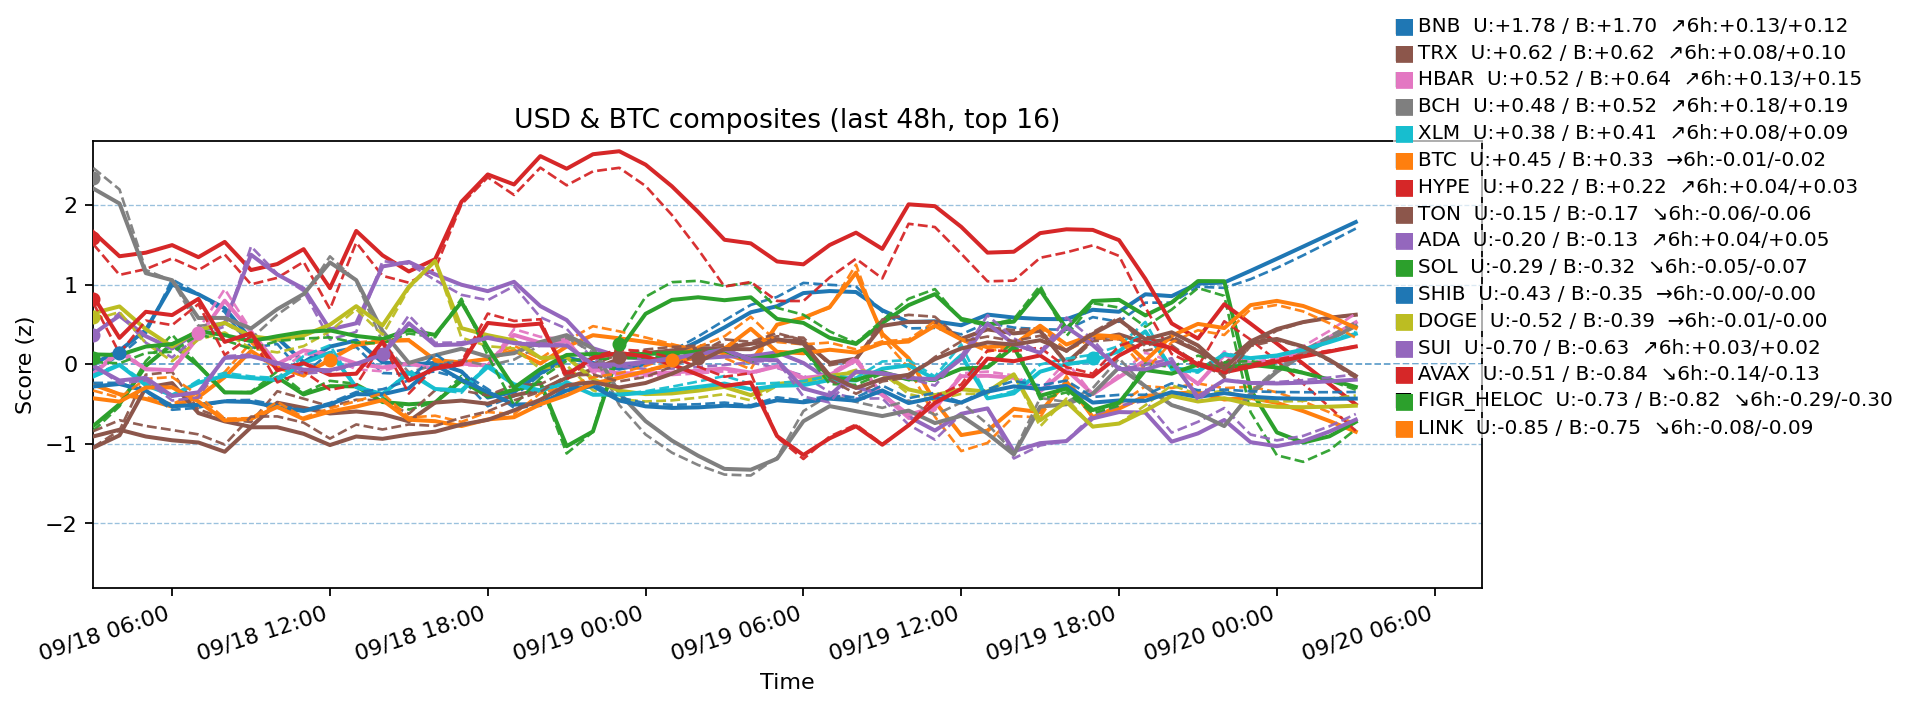 BNB U:+1.78 / B:+1.70 ↗6h:+0.13/+0.12
TRX U:+0.62 / B:+0.62 ↗6h:+0.08/+0.10
HBAR U:+0.52 / B:+0.64 ↗6h:+0.13/+0.15
BCH U:+0.48 / B:+0.52 ↗6h:+0.18/+0.19
XLM U:+0.38 / B:+0.41 ↗6h:+0.08/+0.09
BTC U:+0.45 / B:+0.33 →6h:-0.01/-0.02
HYPE U:+0.22 / B:+0.22 ↗6h:+0.04/+0.03
TON U:-0.15 / B:-0.17 ↘6h:-0.06/-0.06
ADA U:-0.20 / B:-0.13 ↗6h:+0.04/+0.05
SOL U:-0.29 / B:-0.32 ↘6h:-0.05/-0.07
SHIB U:-0.43 / B:-0.35 →6h:-0.00/-0.00
DOGE U:-0.52 / B:-0.39 →6h:-0.01/-0.00
SUI U:-0.70 / B:-0.63 ↗6h:+0.03/+0.02
AVAX U:-0.51 / B:-0.84 ↘6h:-0.14/-0.13
FIGR_HELOC U:-0.73 / B:-0.82 ↘6h:-0.29/-0.30
LINK U:-0.85 / B:-0.75 ↘6h:-0.08/-0.09
USD & BTC composites (last 48h, top 16)
Score (z)
2
1
0
−1
−2
09/18 06:00
09/18 12:00
09/18 18:00
09/19 00:00
09/19 06:00
09/19 12:00
09/19 18:00
09/20 00:00
09/20 06:00
Time